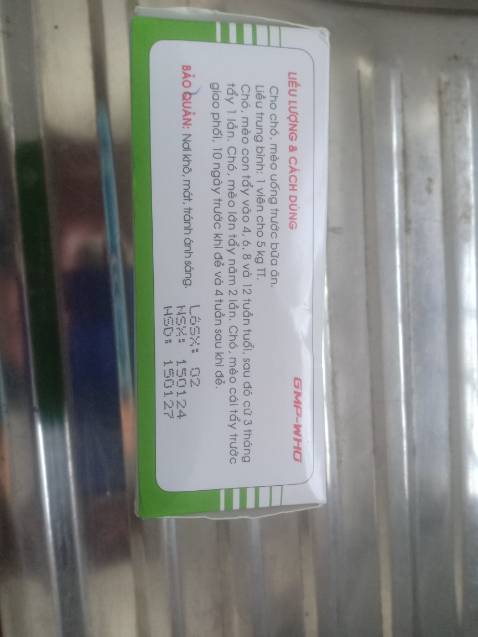 LIỀU LƯỢNG & CÁCH DÙNG
GMP-WHO
Cho chó, mèo uống trước bữa ăn.
Liều trung bình: 1 viên cho 5 kg TT.
Chó, mèo con tẩy vào 4, 6, 8 và 12 tuần tuổi, sau đó cứ 3 tháng
tẩy 1 lần. Chó, mèo lớn tẩy năm 2 lần. Chó, mèo cái tẩy trước
giao phối, 10 ngày trước khi đẻ và 4 tuần sau khi đẻ.
BẢO QUẢN: Nơi khô, mát, tránh ánh sáng.
LôSX: 02
NSX: 150124
HSD: 150127